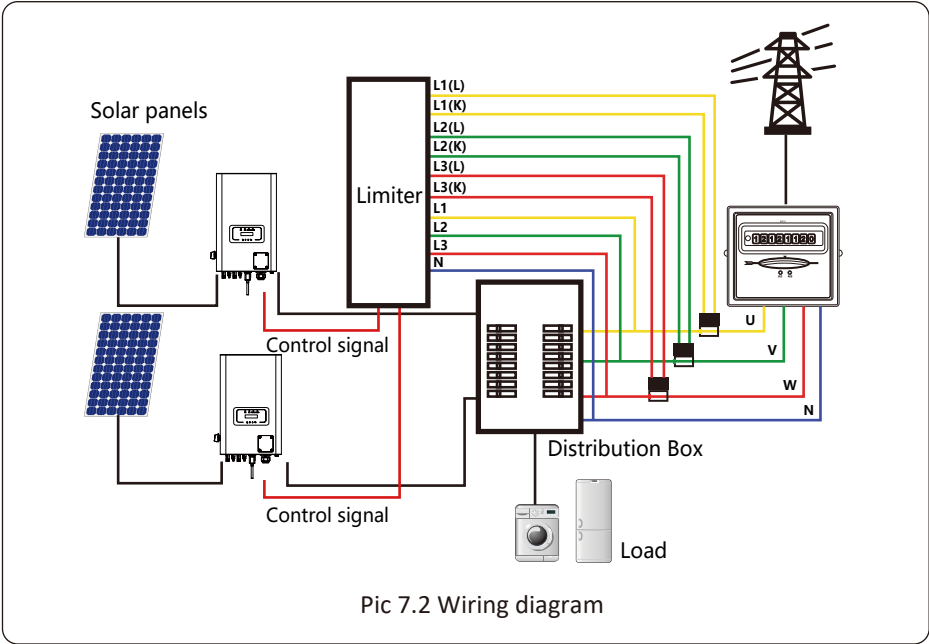 Solar panels
Limiter
L1(L)
L1(K)
L2(L)
L2(K)
L3(L)
L3(K)
L1
L2
L3
N
Control signal
U
V
W
N
Distribution Box
Control signal
Load
Pic 7.2 Wiring diagram